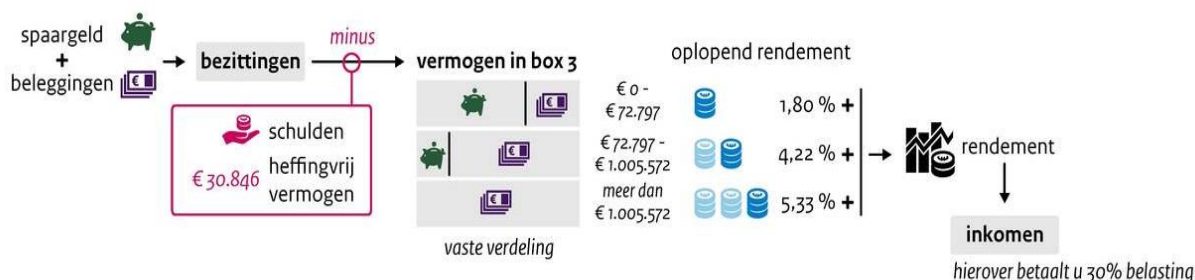 spaargeld
+
beleggingen
bezittingen
minus
schulden
€ 30.846
heffingvrij
vermogen
vermogen in box 3
vaste verdeling
oplopend rendement
€ 0 -
€ 72.797
1,80 % +
€ 72.797 -
€ 1.005.572
4,22 % +
meer dan
€ 1.005.572
5,33 % +
rendement
inkomen
hierover betaalt u 30% belasting